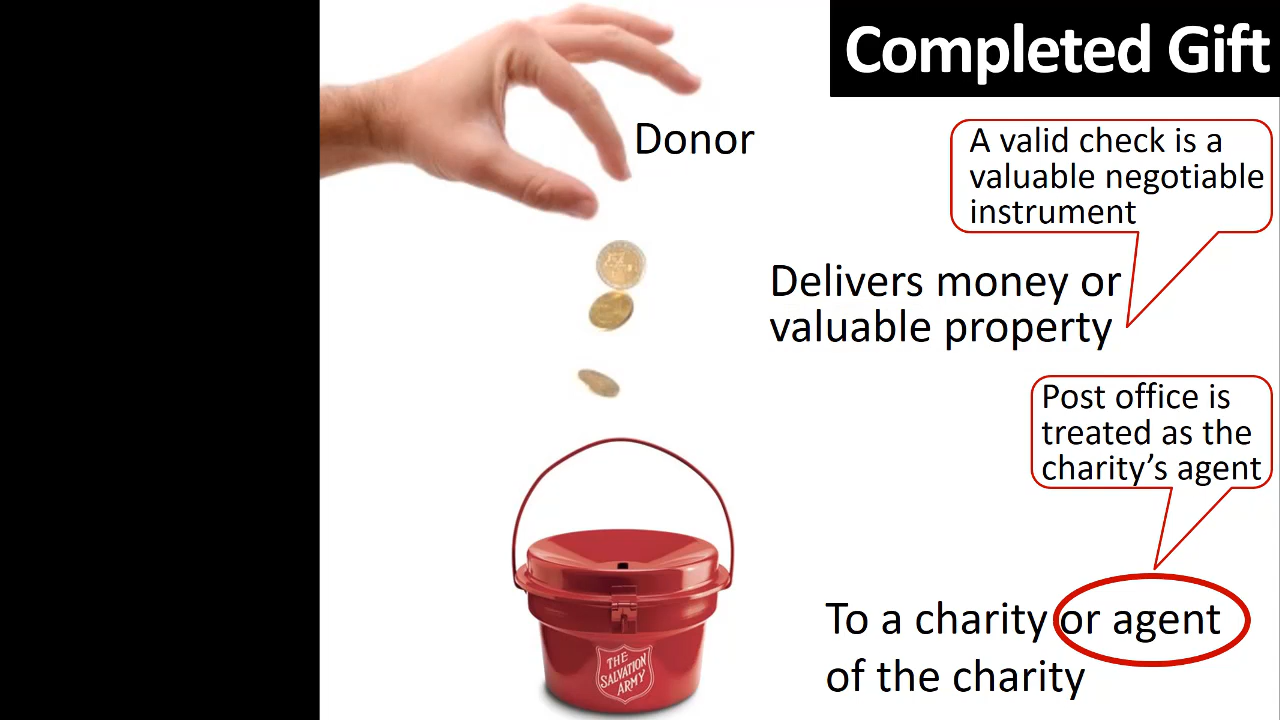 Completed Gift
Donor
A valid check is a
valuable negotiable
instrument
Delivers money or
valuable property
Post office is
treated as the
charity’s agent
To a charity or agent
of the charity
THE
SALVATION
ARMY